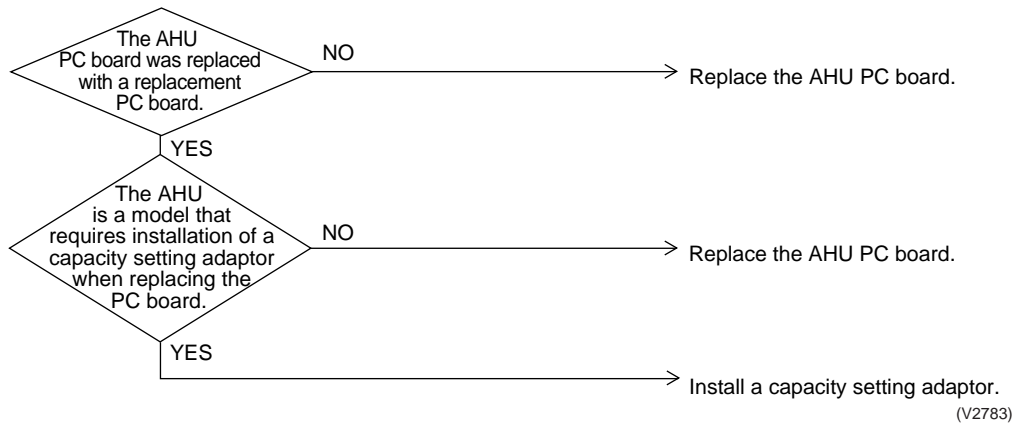 The AHU
PC board was replaced
with a replacement
PC board.
NO
Replace the AHU PC board.
YES
The AHU
is a model that
requires installation of a
capacity setting adaptor
when replacing the
PC board.
NO
Replace the AHU PC board.
YES
Install a capacity setting adaptor.
(V2783)